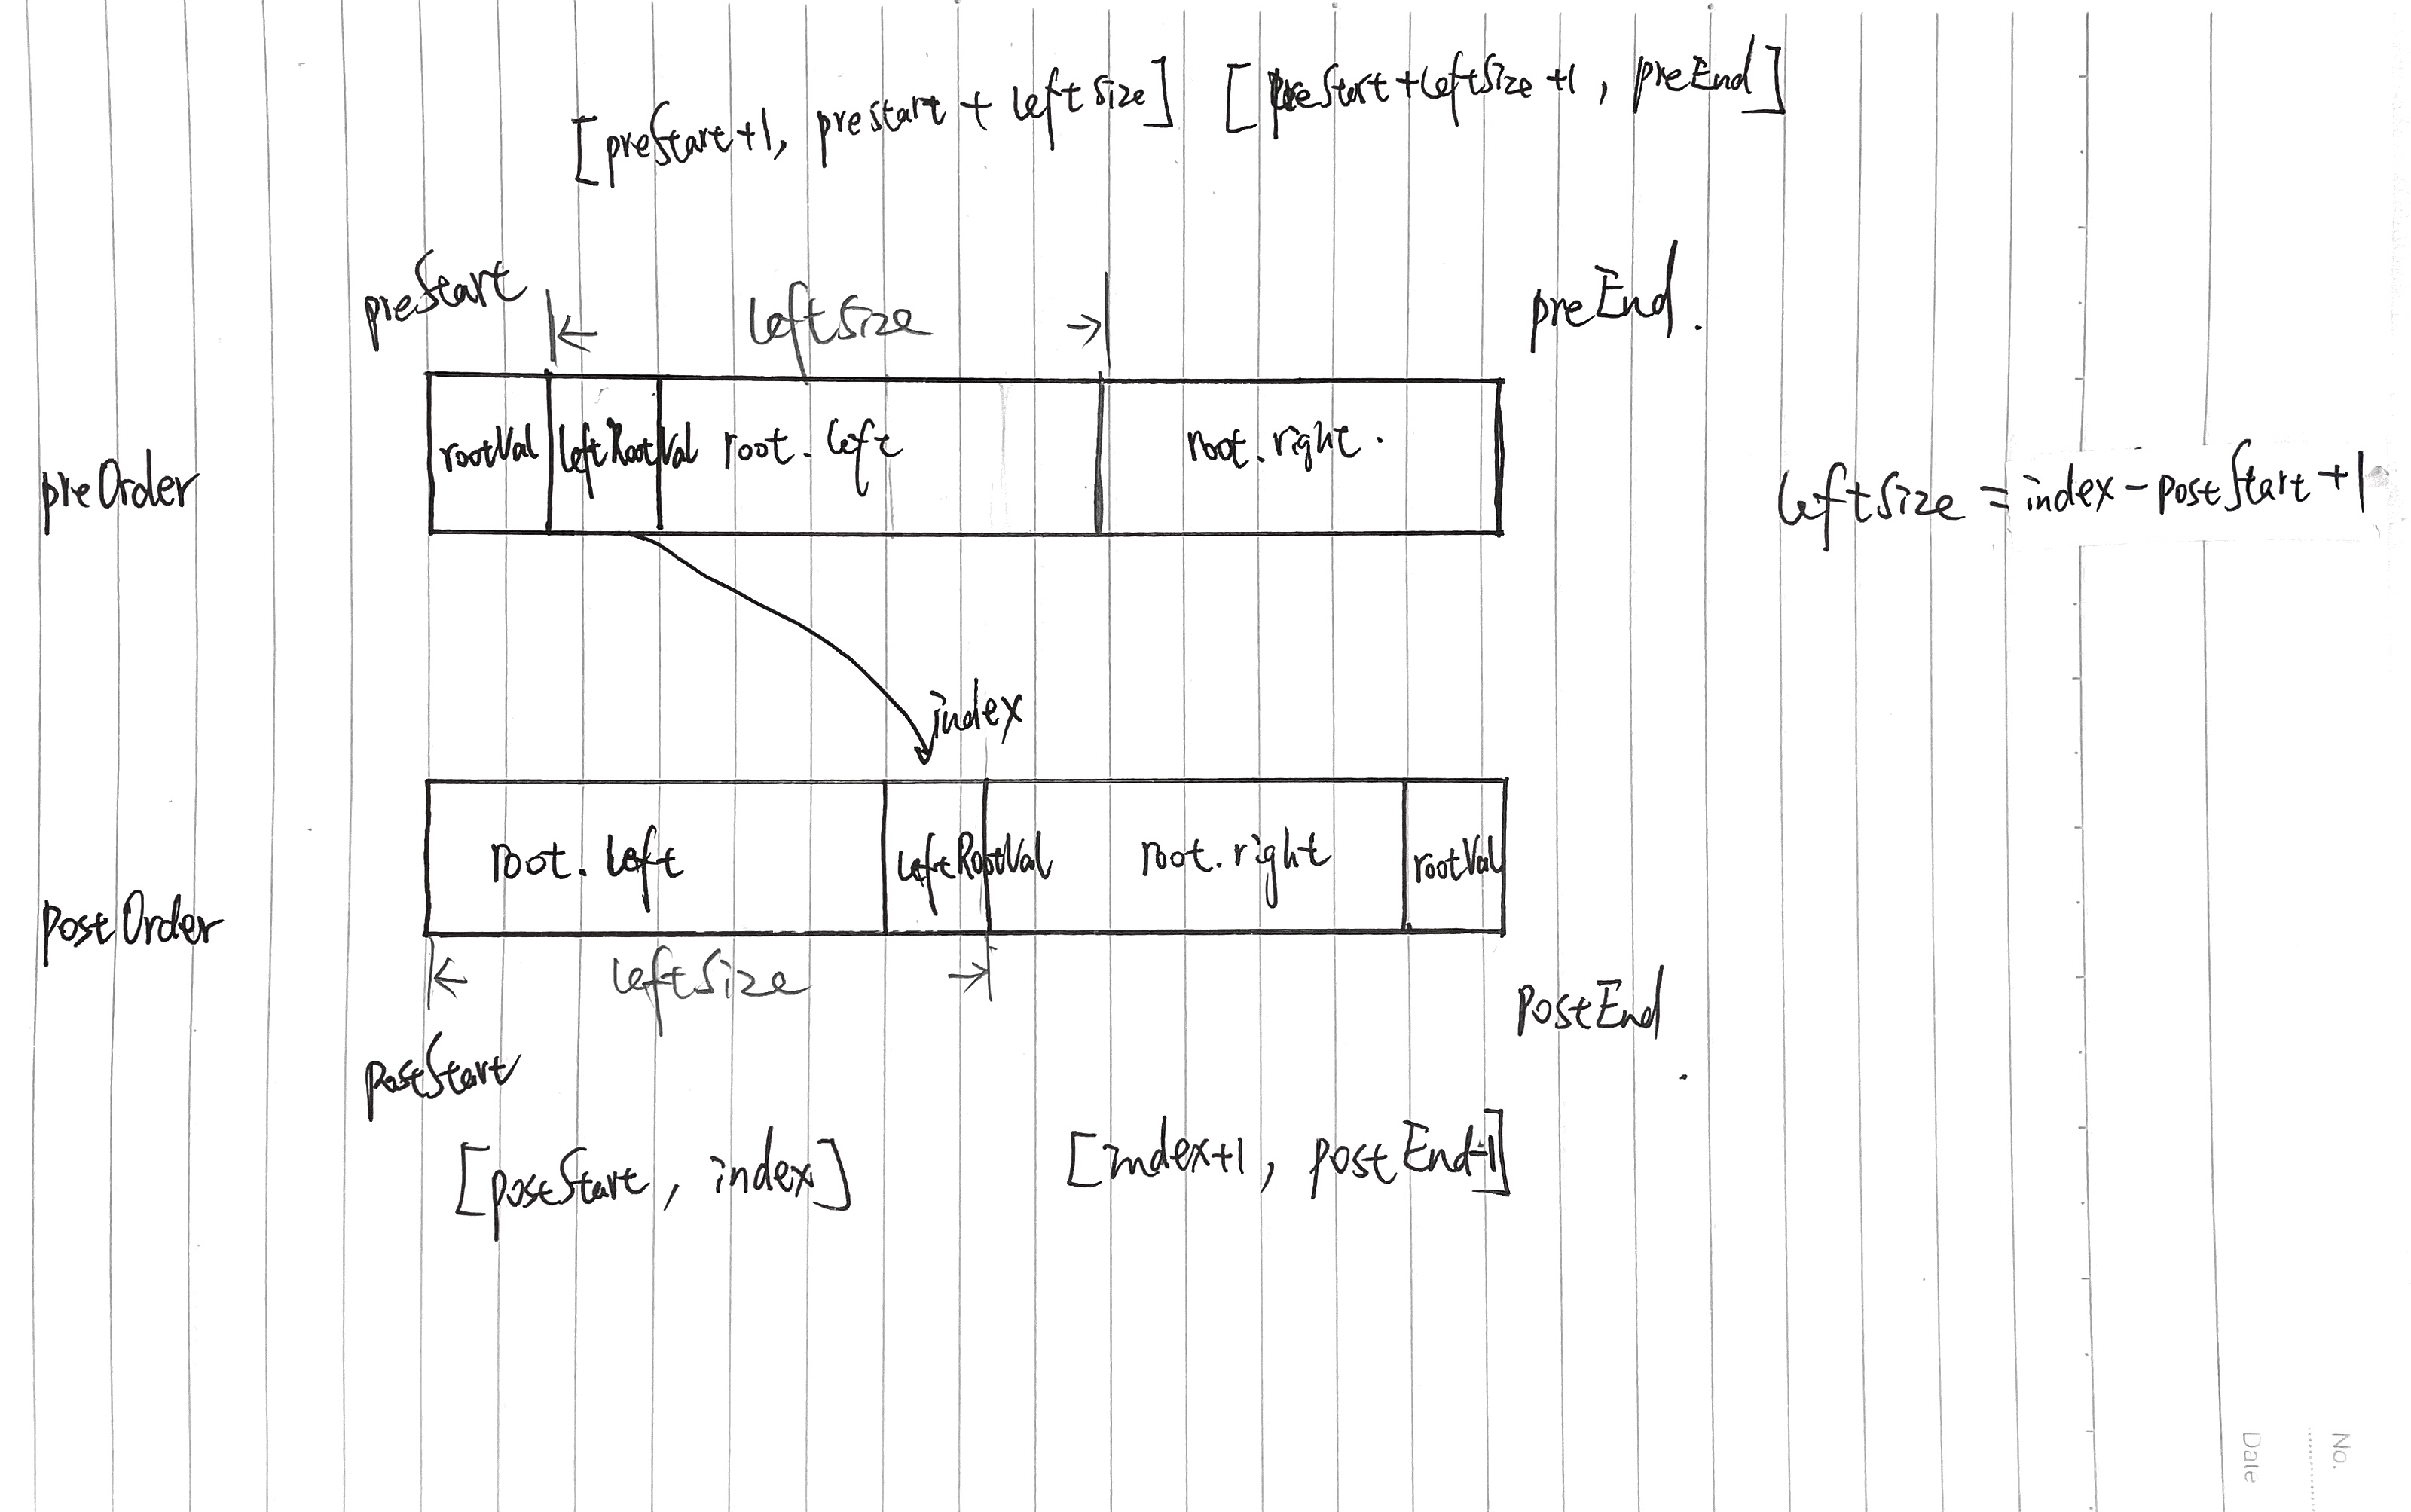 [preStart+1, prestart + leftSize] [preStart+leftSize+1, preEnd]
preStart
leftSize
preEnd.
preOrder
rootVal leftRootVal root.left root.right.
leftSize = index-postStart+1
index
postOrder
root.left leftRootVal root.right rootVal
leftSize
postEnd
postStart
[postStart, index] [index+1, postEnd-1]
No.
Date